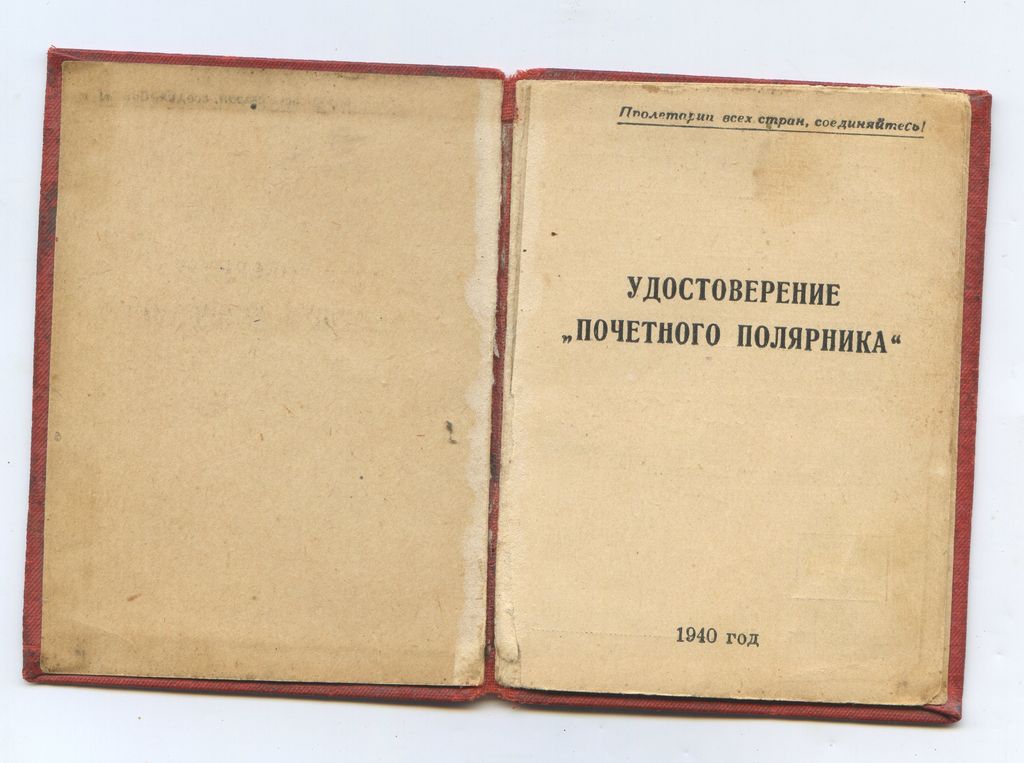 Пролетарии всех стран, соединяйтесь!
УДОСТОВЕРЕНИЕ
„ПОЧЕТНОГО ПОЛЯРНИКА“
1940 год